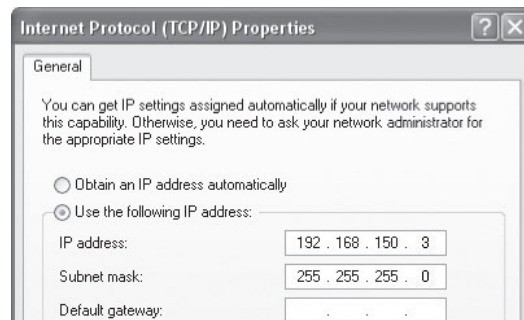 Internet Protocol (TCP/IP) Properties
General
You can get IP settings assigned automatically if your network supports
this capability. Otherwise, you need to ask your network administrator for
the appropriate IP settings.
Obtain an IP address automatically
Use the following IP address:
IP address: 192 . 168 . 150 . 3
Subnet mask: 255 . 255 . 255 . 0
Default gateway: . . .